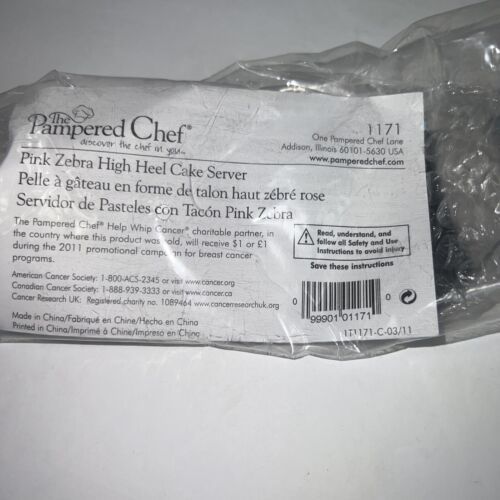 The
Pampered Chef®
discover the chef in you™
1171
One Pampered Chef Lane
Addison, Illinois 60101-5630 USA
www.pamperedchef.com
Pink Zebra High Heel Cake Server
Pelle à gâteau en forme de talon haut zébré rose
Servidor de Pasteles con Tacón Pink Zebra
The Pampered Chef® Help Whip Cancer® charitable partner, in
the country where this product was sold, will receive $1 or £1
during the 2011 promotional campaign for breast cancer
programs.
Read, understand, and
follow all Safety and Use
Instructions to avoid injury
Save these instructions
American Cancer Society: 1-800-ACS-2345 or visit www.cancer.org
Canadian Cancer Society: 1-888-939-3333 or visit www.cancer.ca
Cancer Research UK: Registered charity no. 1089464 www.cancerresearchuk.org
Made in China/Fabriqué en Chine/Hecho en China
Printed in China/Imprimé à Chine/Impreso en China
0 99901 01171 0
LT1171-C-03/11